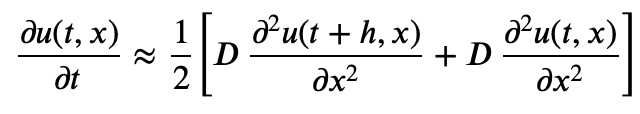 ∂u(t, x)/∂t ≈ 1/2 [D ∂²u(t + h, x)/∂x² + D ∂²u(t, x)/∂x²]